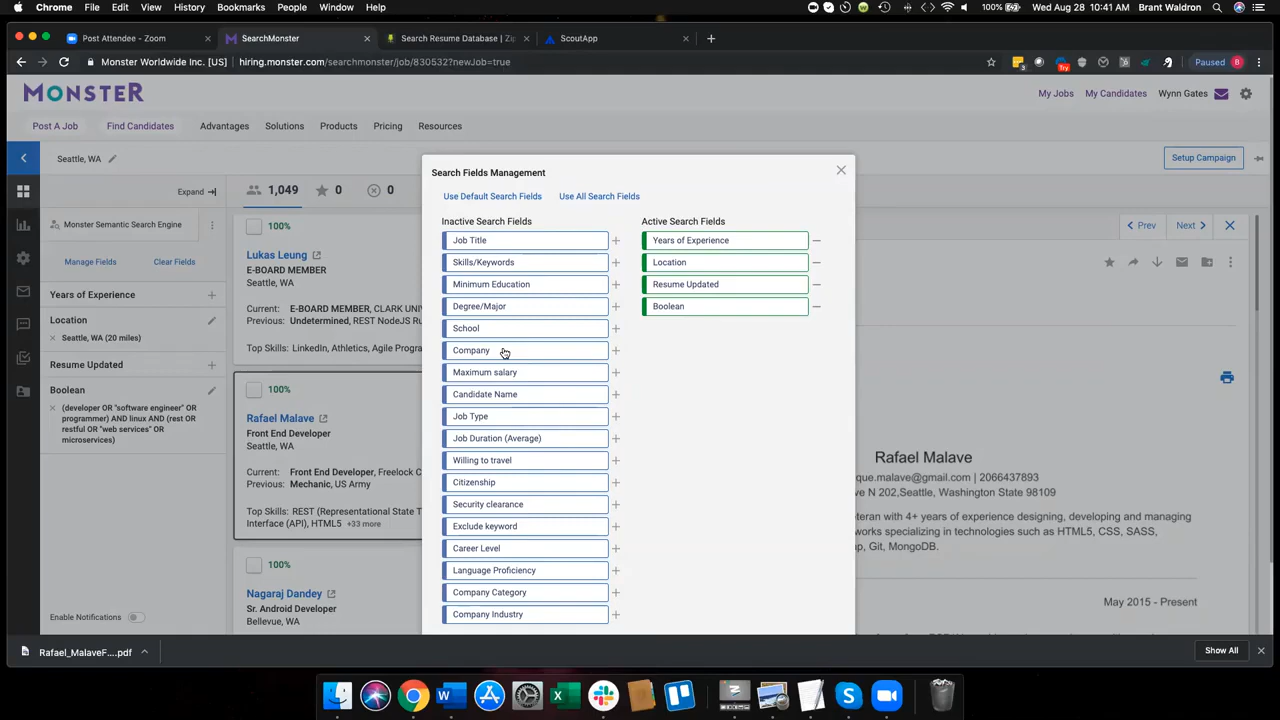 Chrome File Edit View History Bookmarks People Window Help
100% Wed Aug 28 10:41 AM Brant Waldron
Post Attendee - Zoom
SearchMonster
Search Resume Database | Zip
ScoutApp
Monster Worldwide Inc. [US] hiring.monster.com/searchmonster/job/830532?newJob=true
3
Try
Paused B
MONSTER
My Jobs My Candidates Wynn Gates
Post A Job Find Candidates Advantages Solutions Products Pricing Resources
Seattle, WA
Setup Campaign
Expand
1,049 0 0
Monster Semantic Search Engine
Manage Fields Clear Fields
Years of Experience
Location
Seattle, WA (20 miles)
Resume Updated
Boolean
(developer OR "software engineer" OR
programmer) AND linux AND (rest OR
restful OR "web services" OR
microservices)
Enable Notifications
100%
Lukas Leung
E-BOARD MEMBER
Seattle, WA
Current: E-BOARD MEMBER, CLARK UNI
Previous: Undetermined, REST NodeJS Ru
Top Skills: LinkedIn, Athletics, Agile Progra
100%
Rafael Malave
Front End Developer
Seattle, WA
Current: Front End Developer, Freelock C
Previous: Mechanic, US Army
Top Skills: REST (Representational State T
Interface (API), HTML5 +33 more
100%
Nagaraj Dandey
Sr. Android Developer
Bellevue, WA
Search Fields Management
Use Default Search Fields Use All Search Fields
Inactive Search Fields
Job Title
Skills/Keywords
Minimum Education
Degree/Major
School
Company
Maximum salary
Candidate Name
Job Type
Job Duration (Average)
Willing to travel
Citizenship
Security clearance
Exclude keyword
Career Level
Language Proficiency
Company Category
Company Industry
Active Search Fields
Years of Experience
Location
Resume Updated
Boolean
Prev Next
Rafael Malave
que.malave@gmail.com | 2066437893
ve N 202,Seattle, Washington State 98109
eteran with 4+ years of experience designing, developing and managing
works specializing in technologies such as HTML5, CSS, SASS,
p, Git, MongoDB.
May 2015 - Present
Rafael_MalaveF....pdf
Show All